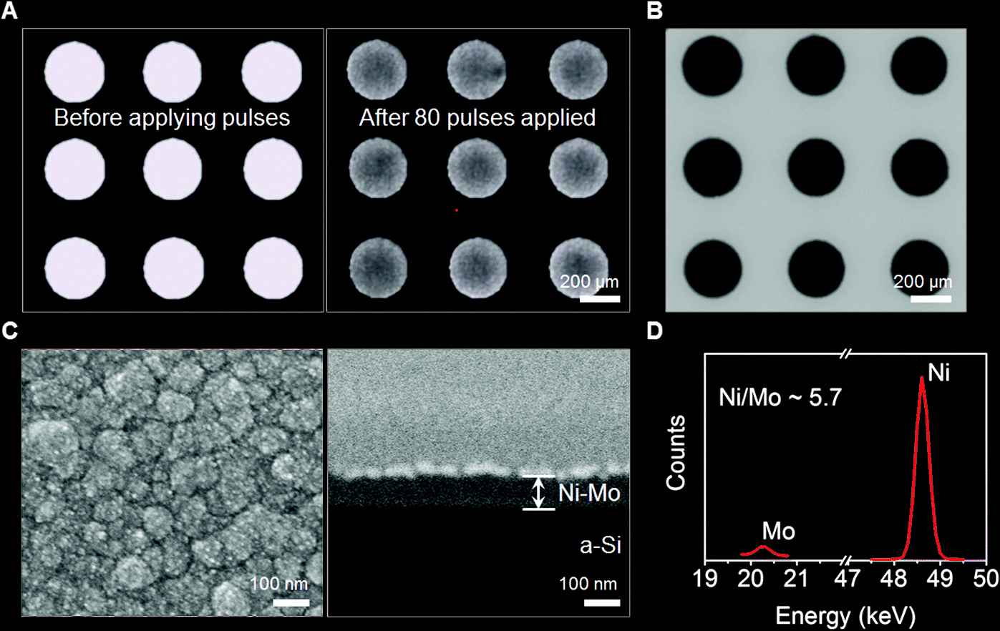 A
B
Before applying pulses
After 80 pulses applied
200 µm
200 µm
C
D
Ni-Mo
a-Si
100 nm
100 nm
Ni/Mo ~ 5.7
Ni
Mo
Counts
19 20 21 47 48 49 50
Energy (keV)